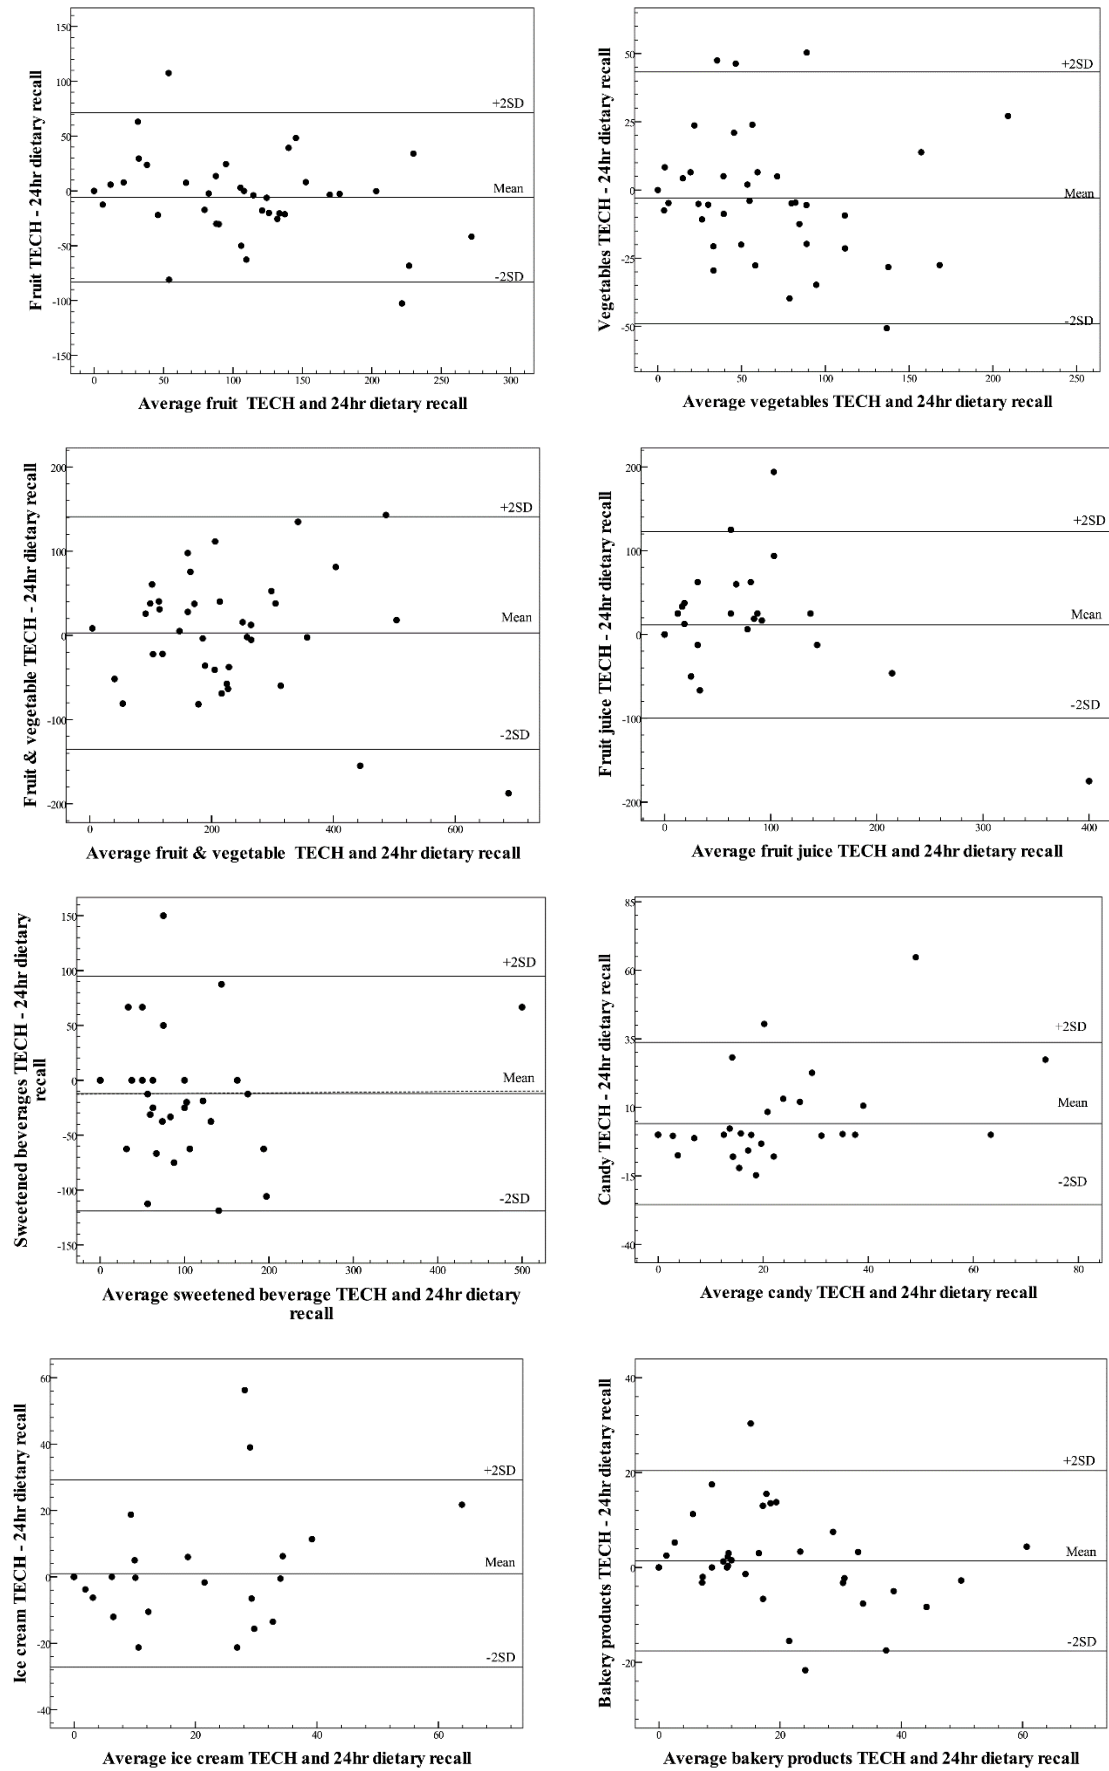 Fruit TECH - 24hr dietary recall
150
100
50
0
-50
-100
-150
+2SD
Mean
-2SD
0 50 100 150 200 250 300
Average fruit TECH and 24hr dietary recall
Vegetables TECH - 24hr dietary recall
50
25
0
-25
-50
+2SD
Mean
-2SD
0 50 100 150 200 250
Average vegetables TECH and 24hr dietary recall
Fruit & vegetable TECH - 24hr dietary recall
200
100
0
-100
-200
+2SD
Mean
-2SD
0 200 400 600
Average fruit & vegetable TECH and 24hr dietary recall
Fruit juice TECH - 24hr dietary recall
200
100
0
-100
-200
+2SD
Mean
-2SD
0 100 200 300 400
Average fruit juice TECH and 24hr dietary recall
Sweetened beverages TECH - 24hr dietary
recall
150
100
50
0
-50
-100
-150
+2SD
Mean
-2SD
0 100 200 300 400 500
Average sweetened beverage TECH and 24hr dietary
recall
Candy TECH - 24hr dietary recall
85
60
35
10
-15
-40
+2SD
Mean
-2SD
0 20 40 60 80
Average candy TECH and 24hr dietary recall
Ice cream TECH - 24hr dietary recall
60
40
20
0
-20
-40
+2SD
Mean
-2SD
0 20 40 60
Average ice cream TECH and 24hr dietary recall
Bakery products TECH - 24hr dietary recall
40
20
0
-20
+2SD
Mean
-2SD
0 20 40 60
Average bakery products TECH and 24hr dietary recall